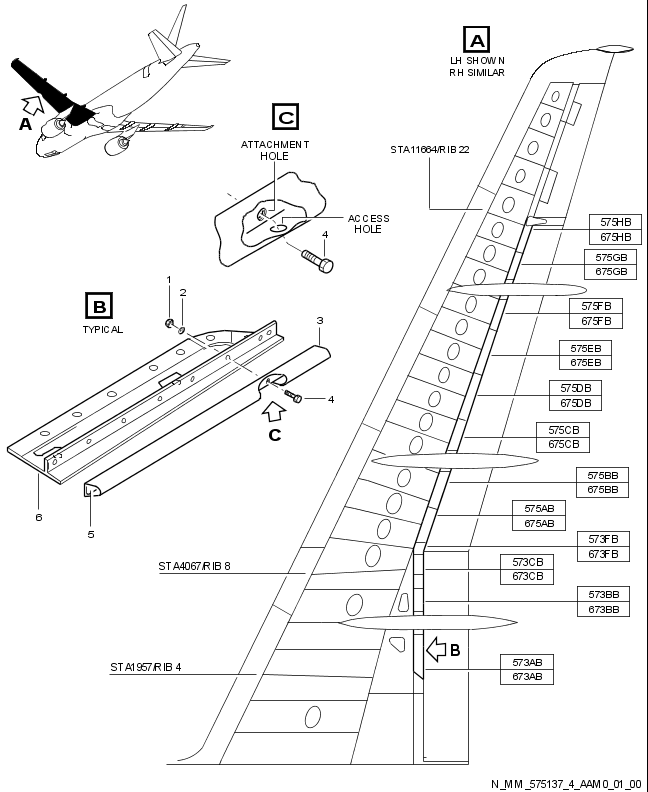 A
A
LH SHOWN
RH SIMILAR
C
ATTACHMENT
HOLE
ACCESS
HOLE
4
STA11664/RIB 22
B
TYPICAL
1
2
3
4
C
5
6
575HB
675HB
575GB
675GB
575FB
675FB
575EB
675EB
575DB
675DB
575CB
675CB
575BB
675BB
575AB
675AB
573FB
673FB
573CB
673CB
573BB
673BB
573AB
673AB
STA4067/RIB 8
STA1957/RIB 4
B
N_MM_575137_4_AAM0_01_00